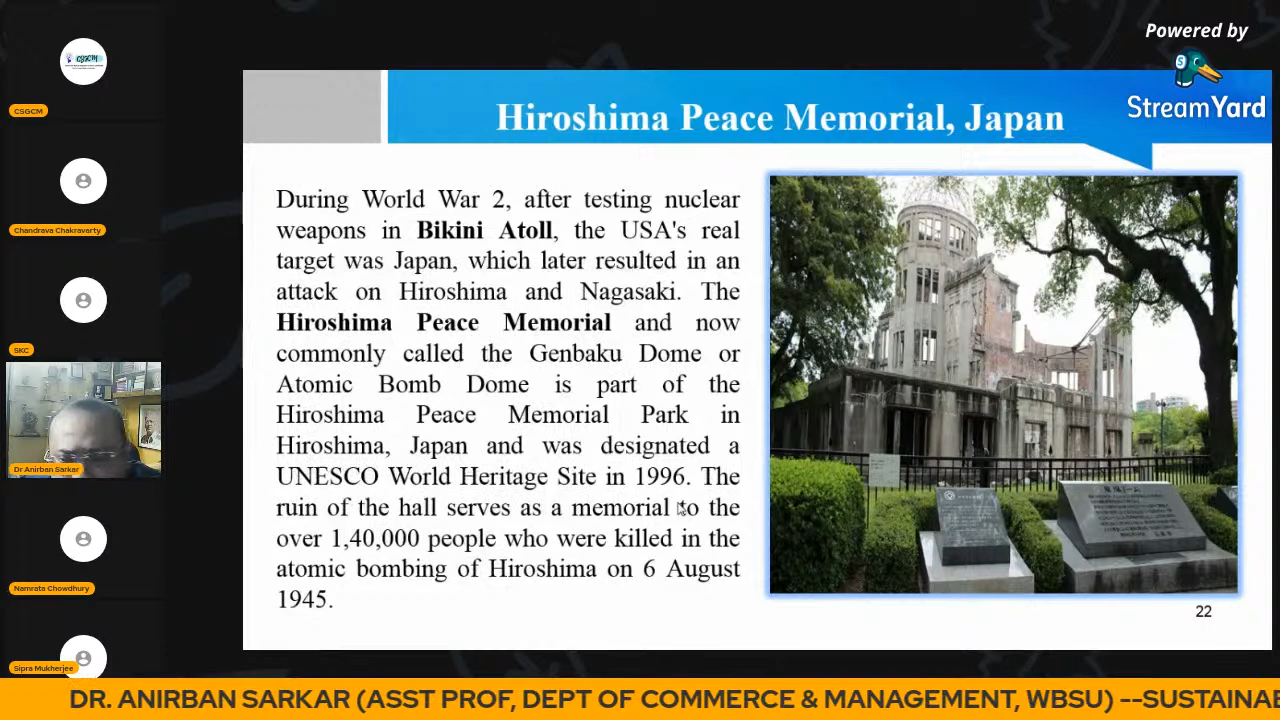 Powered by
StreamYard
CSGCM
Chandrava Chakravarty
SKC
Dr Anirban Sarkar
Namrata Chowdhury
Sipra Mukherjee
Hiroshima Peace Memorial, Japan
During World War 2, after testing nuclear
weapons in Bikini Atoll, the USA's real
target was Japan, which later resulted in an
attack on Hiroshima and Nagasaki. The
Hiroshima Peace Memorial and now
commonly called the Genbaku Dome or
Atomic Bomb Dome is part of the
Hiroshima Peace Memorial Park in
Hiroshima, Japan and was designated a
UNESCO World Heritage Site in 1996. The
ruin of the hall serves as a memorial to the
over 1,40,000 people who were killed in the
atomic bombing of Hiroshima on 6 August
1945.
22
DR. ANIRBAN SARKAR (ASST PROF, DEPT OF COMMERCE & MANAGEMENT, WBSU) --SUSTAINAB